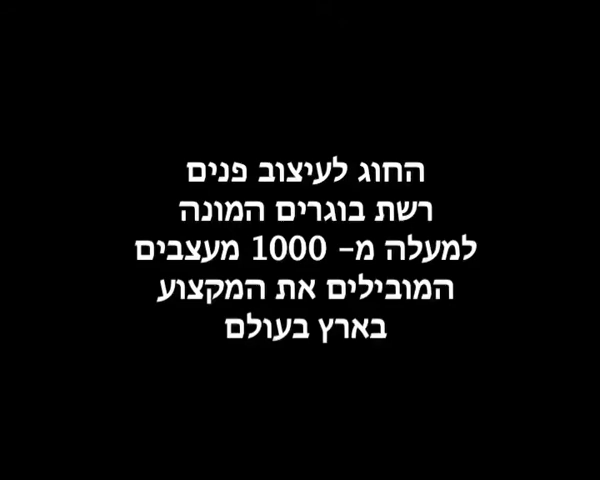 החוג לעיצוב פנים
רשת בוגרים המונה
למעלה מ- 1000 מעצבים
המובילים את המקצוע
בארץ בעולם